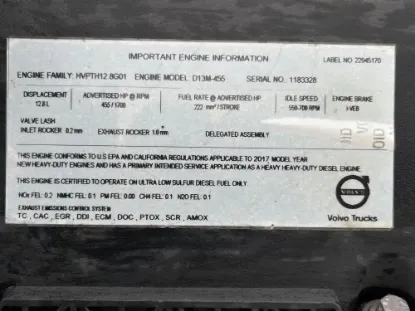 IMPORTANT ENGINE INFORMATION
LABEL NO 22945170
ENGINE FAMILY: HVPTH12.8G01 ENGINE MODEL D13M-455 SERIAL NO. 1183328
DISPLACEMENT ADVERTISED HP @ RPM FUEL RATE @ ADVERTISED HP IDLE SPEED ENGINE BRAKE
12.8 L 455/1700 222 mm³/STROKE 550-700 RPM I-VEB
VALVE LASH
INLET ROCKER 0.2 mm EXHAUST ROCKER 1.0 mm DELEGATED ASSEMBLY
THIS ENGINE CONFORMS TO U.S EPA AND CALIFORNIA REGULATIONS APPLICABLE TO 2017 MODEL YEAR
NEW HEAVY-DUTY ENGINES AND HAS A PRIMARY INTENDED SERVICE APPLICATION AS A HEAVY HEAVY-DUTY DIESEL ENGINE.
THIS ENGINE IS CERTIFIED TO OPERATE ON ULTRA LOW SULFUR DIESEL FUEL ONLY.
NOx FEL: 0.2 NMHC FEL: 0.1 PM FEL: 0.00 CH4 FEL: 0.1 N2O FEL: 0.1
EXHAUST EMISSIONS CONTROL SYSTEM
TC, CAC, EGR, DDI, ECM, DOC, PTOX, SCR, AMOX
VOLVO
Volvo Trucks